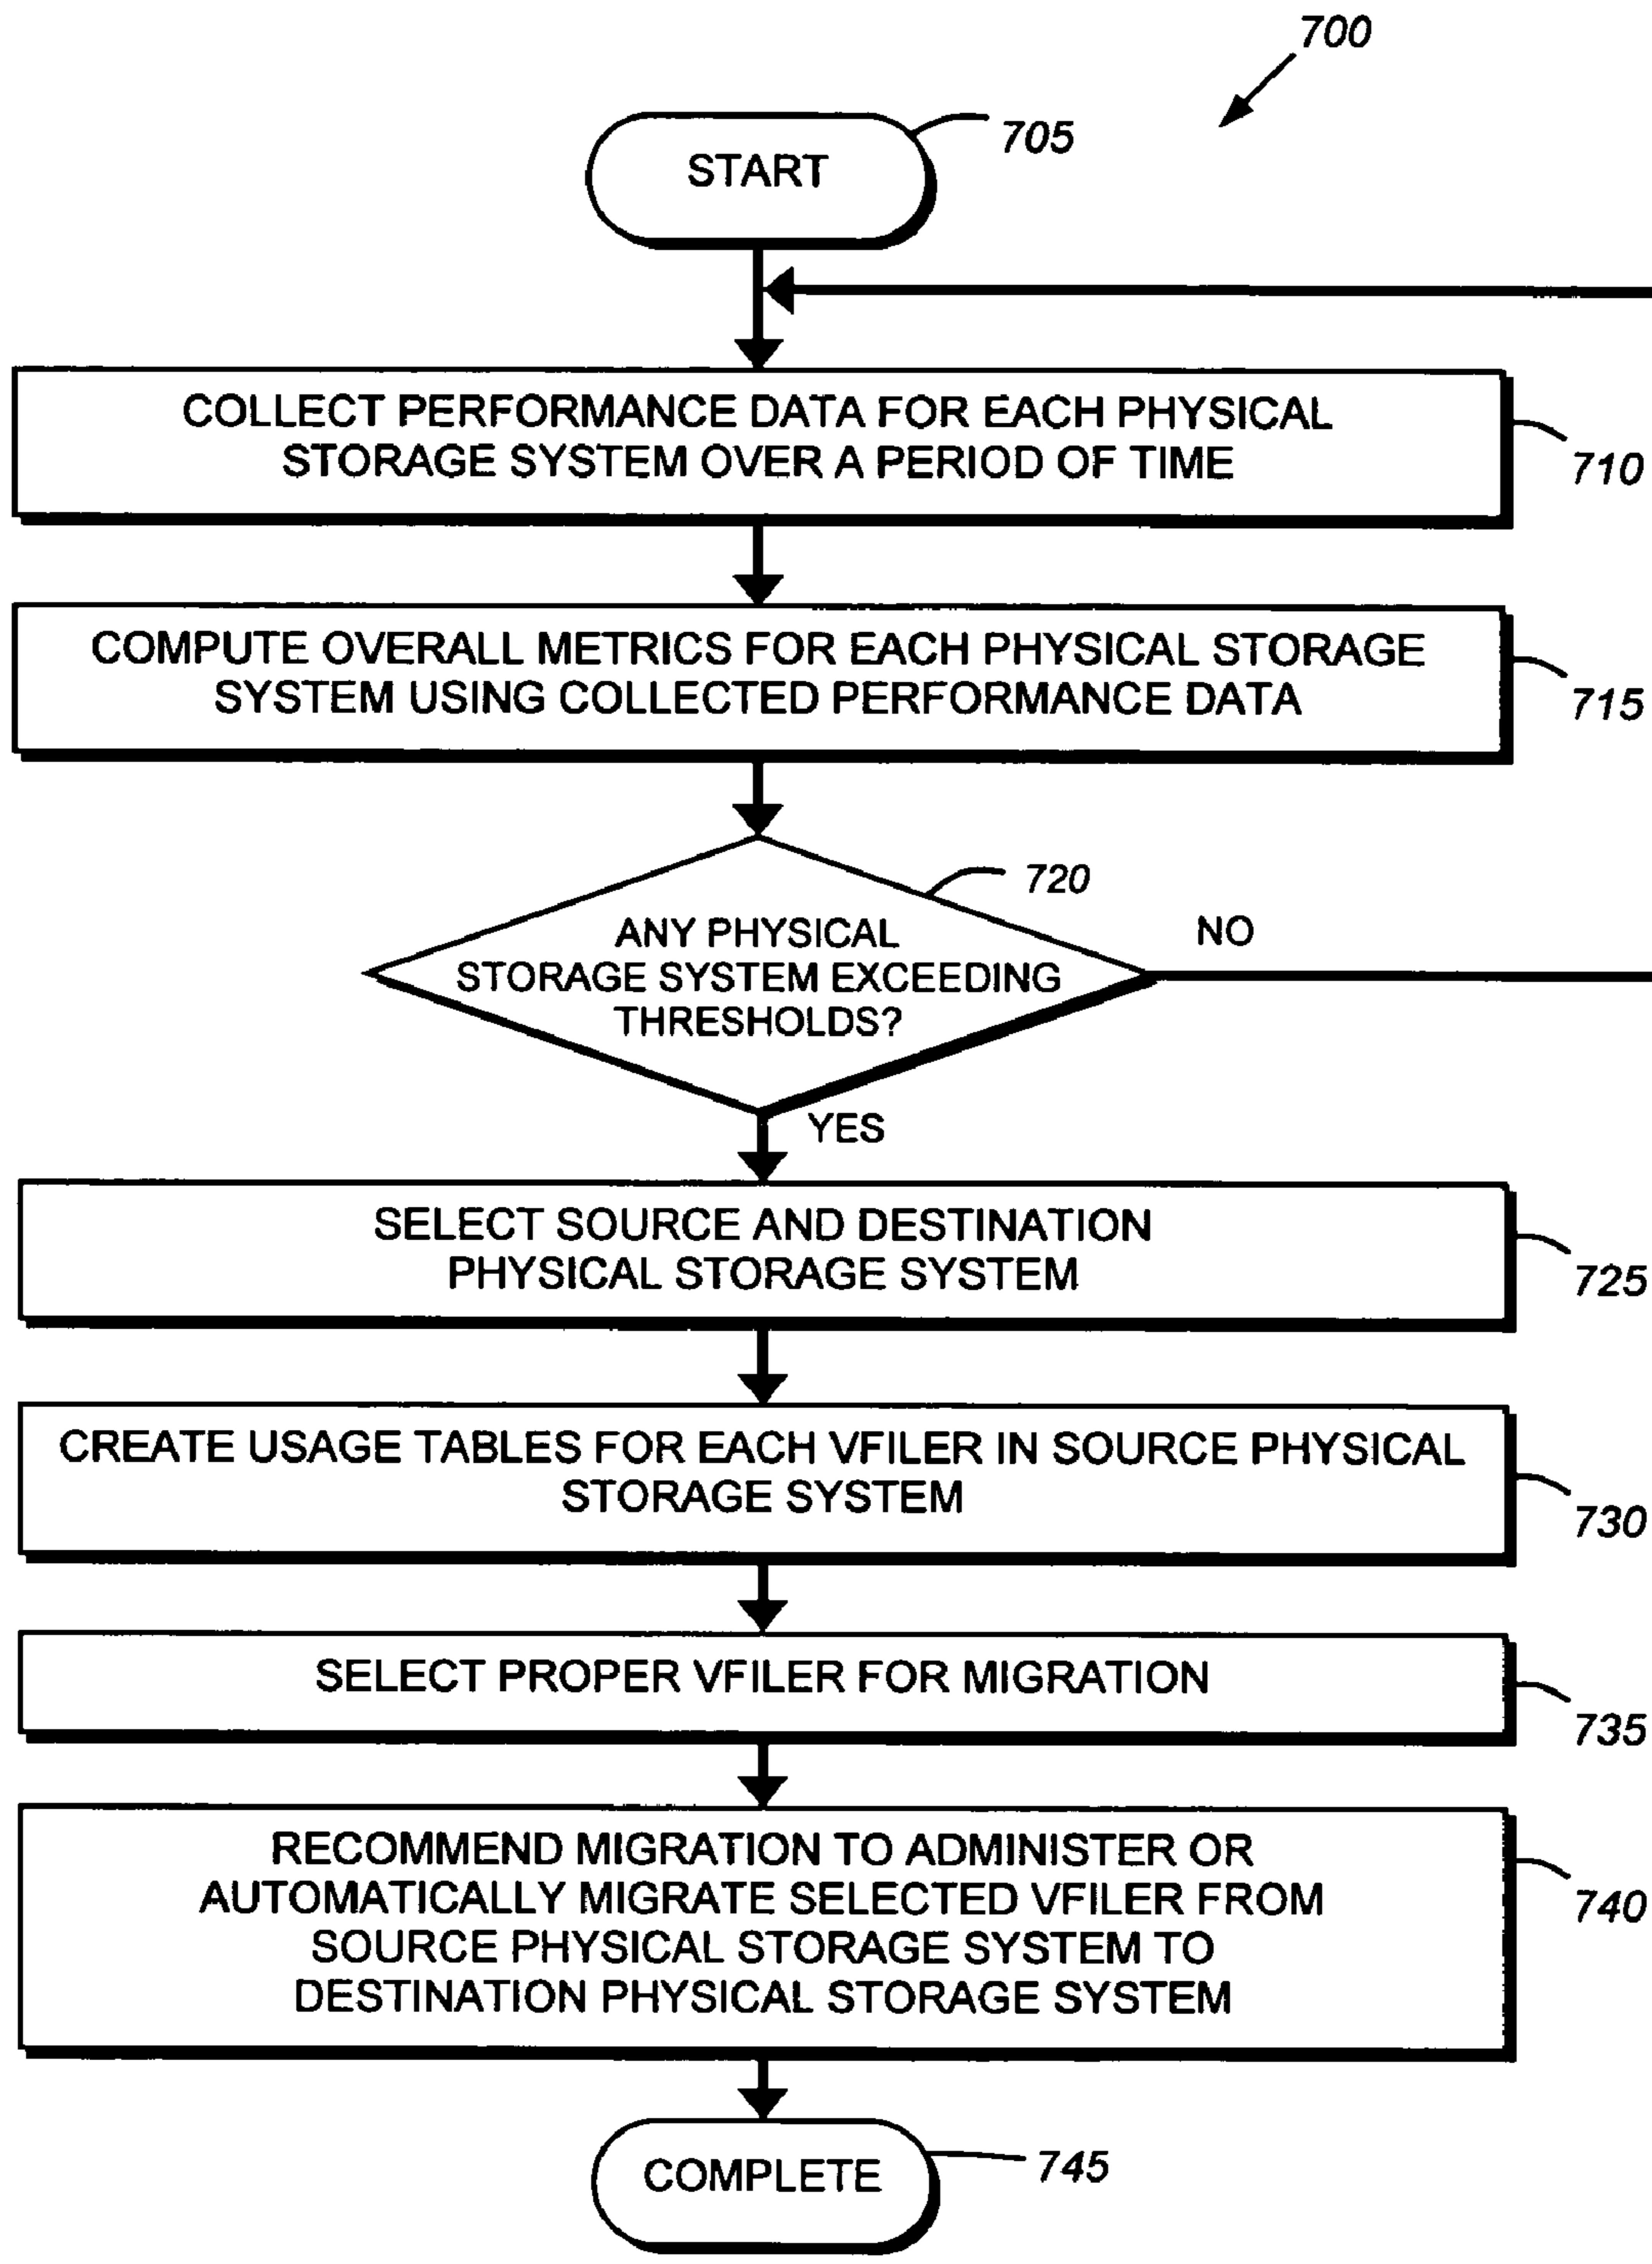 700
START
705
COLLECT PERFORMANCE DATA FOR EACH PHYSICAL
STORAGE SYSTEM OVER A PERIOD OF TIME
710
COMPUTE OVERALL METRICS FOR EACH PHYSICAL STORAGE
SYSTEM USING COLLECTED PERFORMANCE DATA
715
720
ANY PHYSICAL
STORAGE SYSTEM EXCEEDING
THRESHOLDS?
NO
YES
SELECT SOURCE AND DESTINATION
PHYSICAL STORAGE SYSTEM
725
CREATE USAGE TABLES FOR EACH VFILER IN SOURCE PHYSICAL
STORAGE SYSTEM
730
SELECT PROPER VFILER FOR MIGRATION
735
RECOMMEND MIGRATION TO ADMINISTER OR
AUTOMATICALLY MIGRATE SELECTED VFILER FROM
SOURCE PHYSICAL STORAGE SYSTEM TO
DESTINATION PHYSICAL STORAGE SYSTEM
740
COMPLETE
745